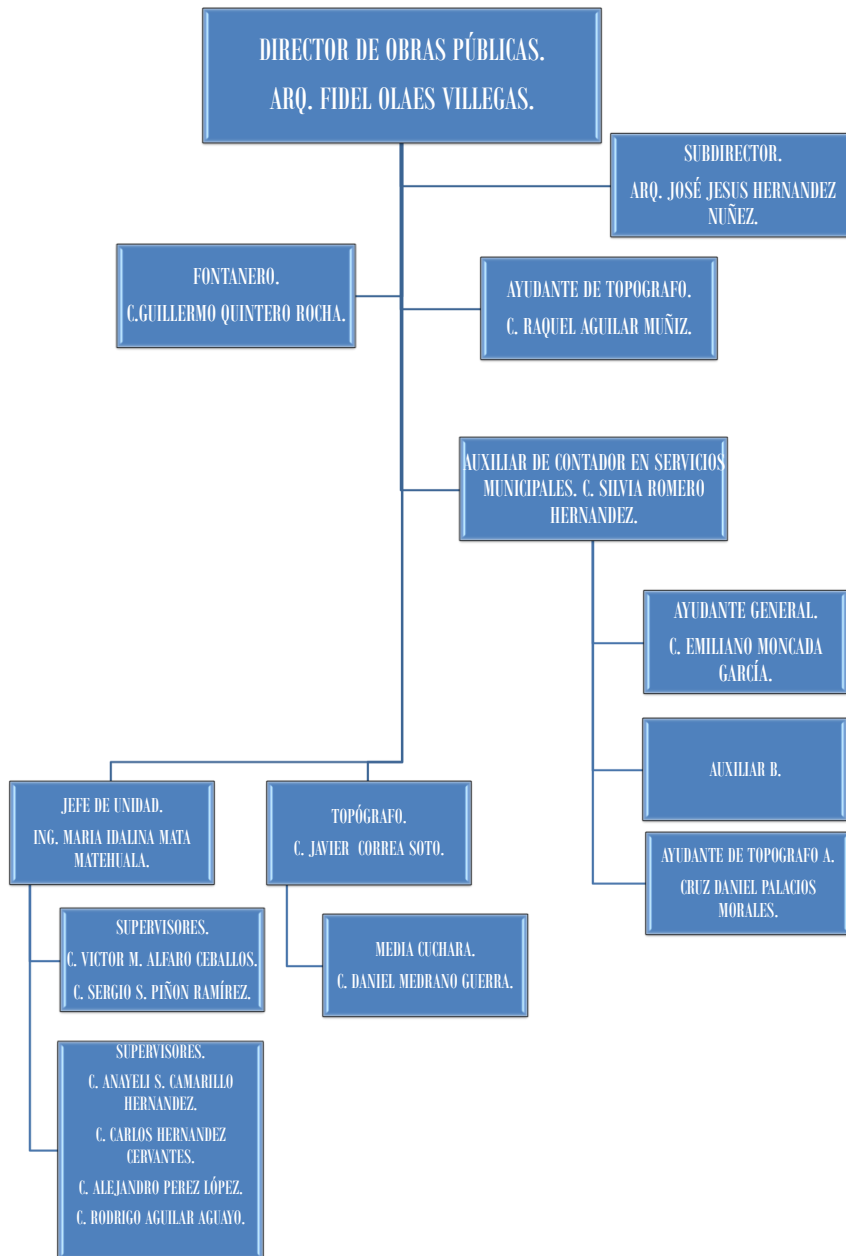 DIRECTOR DE OBRAS PÚBLICAS.
ARQ. FIDEL OLAES VILLEGAS.
SUBDIRECTOR.
ARQ. JOSÉ JESUS HERNANDEZ
NUÑEZ.
FONTANERO.
C.GUILLERMO QUINTERO ROCHA.
AYUDANTE DE TOPOGRAFO.
C. RAQUEL AGUILAR MUÑIZ.
AUXILIAR DE CONTADOR EN SERVICIOS
MUNICIPALES. C. SILVIA ROMERO
HERNANDEZ.
AYUDANTE GENERAL.
C. EMILIANO MONCADA
GARCÍA.
AUXILIAR B.
AYUDANTE DE TOPOGRAFO A.
CRUZ DANIEL PALACIOS
MORALES.
JEFE DE UNIDAD.
ING. MARIA IDALINA MATA
MATEHUALA.
TOPÓGRAFO.
C. JAVIER CORREA SOTO.
SUPERVISORES.
C. VICTOR M. ALFARO CEBALLOS.
C. SERGIO S. PIÑON RAMÍREZ.
MEDIA CUCHARA.
C. DANIEL MEDRANO GUERRA.
SUPERVISORES.
C. ANAYELI S. CAMARILLO
HERNANDEZ.
C. CARLOS HERNANDEZ
CERVANTES.
C. ALEJANDRO PEREZ LÓPEZ.
C. RODRIGO AGUILAR AGUAYO.